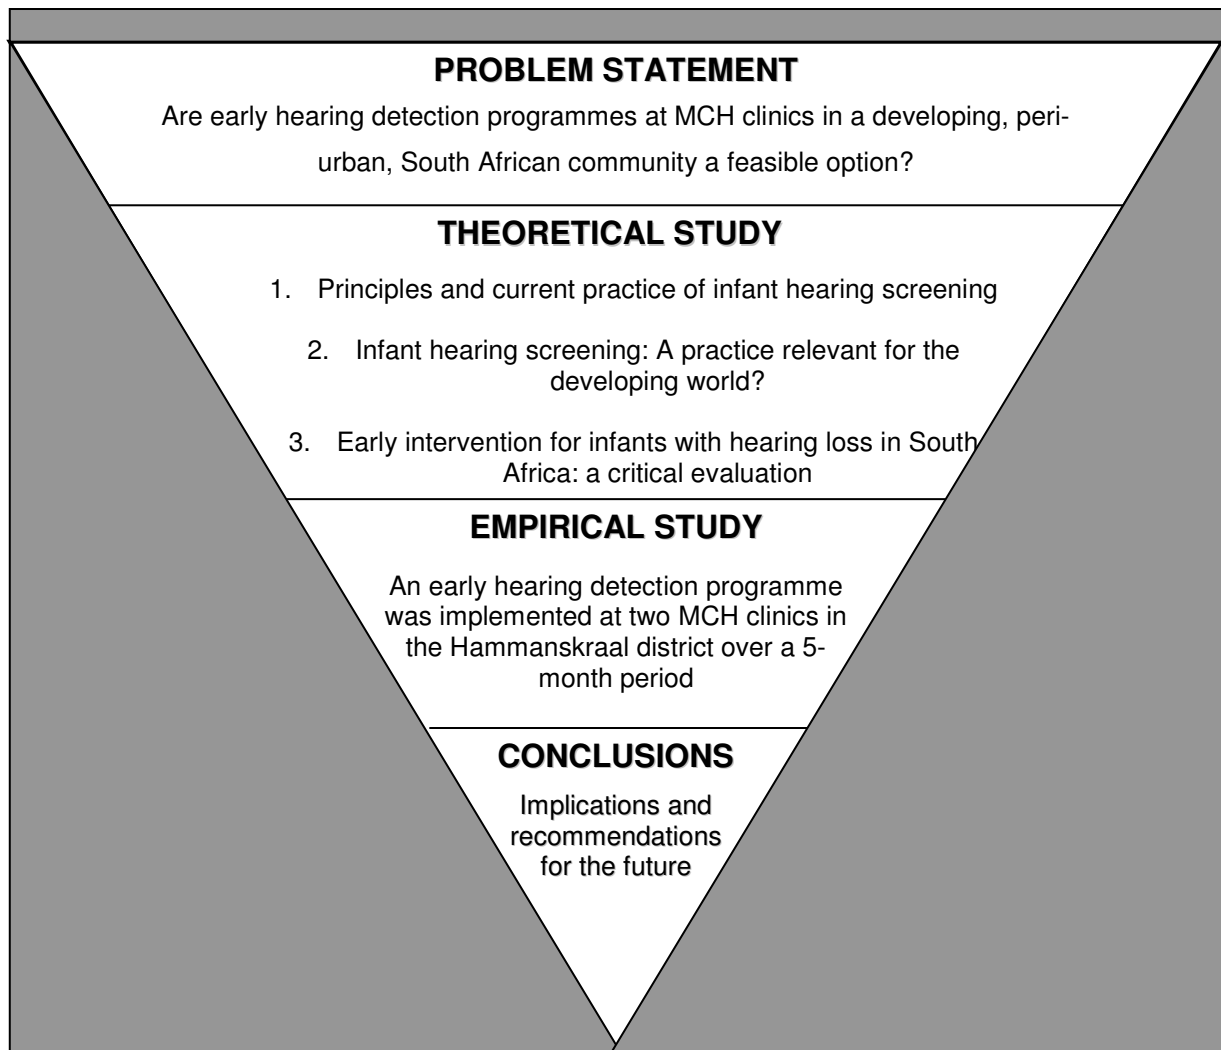 PROBLEM STATEMENT
Are early hearing detection programmes at MCH clinics in a developing, peri-
urban, South African community a feasible option?
THEORETICAL STUDY
1. Principles and current practice of infant hearing screening
2. Infant hearing screening: A practice relevant for the
developing world?
3. Early intervention for infants with hearing loss in South
Africa: a critical evaluation
EMPIRICAL STUDY
An early hearing detection programme
was implemented at two MCH clinics in
the Hammanskraal district over a 5-
month period
CONCLUSIONS
Implications and
recommendations
for the future